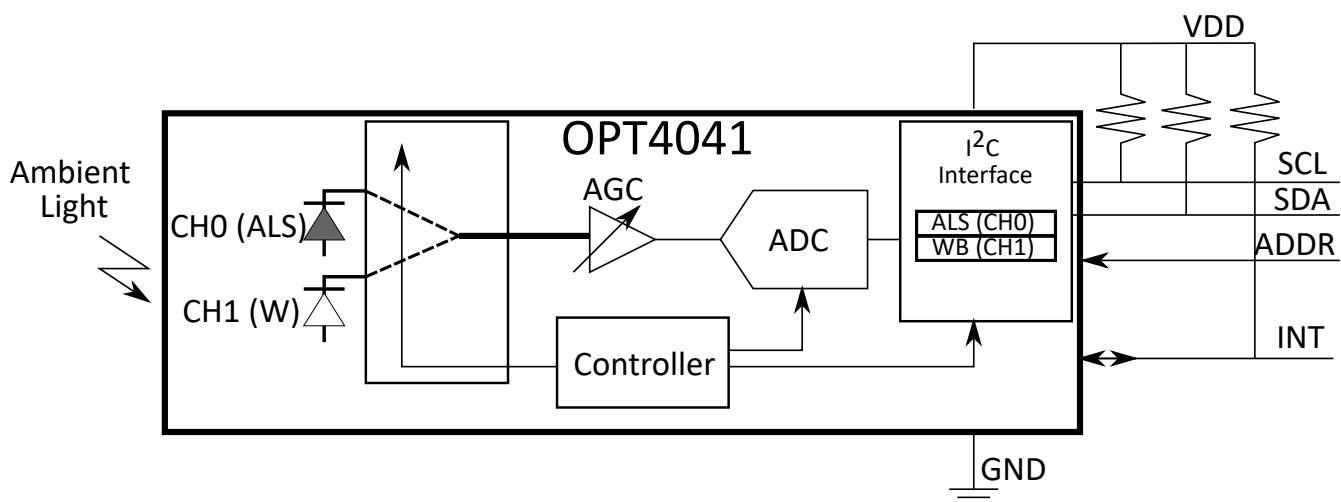 VDD
OPT4041
I²C
Interface
SCL
Ambient
Light
AGC
SDA
CH0 (ALS)
ADC
ALS (CH0)
WB (CH1)
ADDR
CH1 (W)
Controller
INT
GND